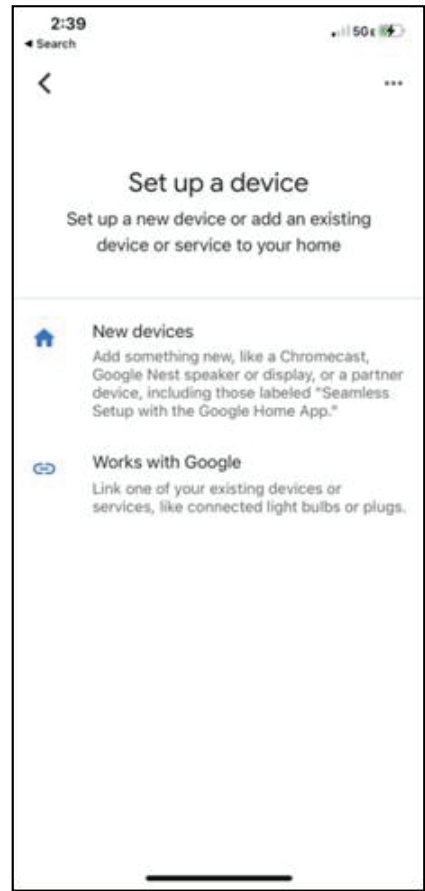 2:39
Search
5GE
...
Set up a device
Set up a new device or add an existing
device or service to your home
New devices
Add something new, like a Chromecast,
Google Nest speaker or display, or a partner
device, including those labeled "Seamless
Setup with the Google Home App."
Works with Google
Link one of your existing devices or
services, like connected light bulbs or plugs.